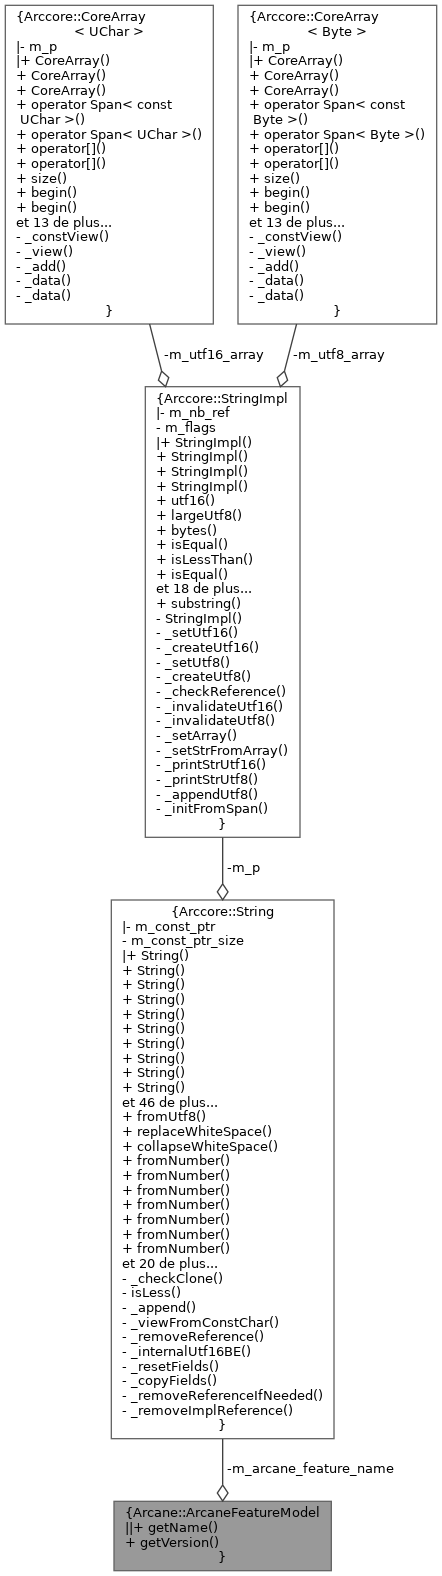 {Arccore::CoreArray
< UChar >
|- m_p
|+ CoreArray()
+ CoreArray()
+ CoreArray()
+ operator Span< const
UChar >()
+ operator Span< UChar >()
+ operator[]()
+ operator[]()
+ size()
+ begin()
+ begin()
et 13 de plus...
- _constView()
- _view()
- _add()
- _data()
- _data()
}
{Arccore::CoreArray
< Byte >
|- m_p
|+ CoreArray()
+ CoreArray()
+ CoreArray()
+ operator Span< const
Byte >()
+ operator Span< Byte >()
+ operator[]()
+ operator[]()
+ size()
+ begin()
+ begin()
et 13 de plus...
- _constView()
- _view()
- _add()
- _data()
- _data()
}
-m_utf16_array
-m_utf8_array
{Arccore::StringImpl
|- m_nb_ref
- m_flags
|+ StringImpl()
+ StringImpl()
+ StringImpl()
+ StringImpl()
+ utf16()
+ largeUtf8()
+ bytes()
+ isEqual()
+ isLessThan()
+ isEqual()
et 18 de plus...
+ substring()
- StringImpl()
- _setUtf16()
- _createUtf16()
- _setUtf8()
- _createUtf8()
- _checkReference()
- _invalidateUtf16()
- _invalidateUtf8()
- _setArray()
- _setStrFromArray()
- _printStrUtf16()
- _printStrUtf8()
- _appendUtf8()
- _initFromSpan()
}
-m_p
{Arccore::String
|- m_const_ptr
- m_const_ptr_size
|+ String()
+ String()
+ String()
+ String()
+ String()
+ String()
+ String()
+ String()
+ String()
+ String()
et 46 de plus...
+ fromUtf8()
+ replaceWhiteSpace()
+ collapseWhiteSpace()
+ fromNumber()
+ fromNumber()
+ fromNumber()
+ fromNumber()
+ fromNumber()
+ fromNumber()
+ fromNumber()
et 20 de plus...
- _checkClone()
- isLess()
- _append()
- _viewFromConstChar()
- _removeReference()
- _internalUtf16BE()
- _resetFields()
- _copyFields()
- _removeReferenceIfNeeded()
- _removeImplReference()
}
-m_arcane_feature_name
{Arcane::ArcaneFeatureModel
||+ getName()
+ getVersion()
}